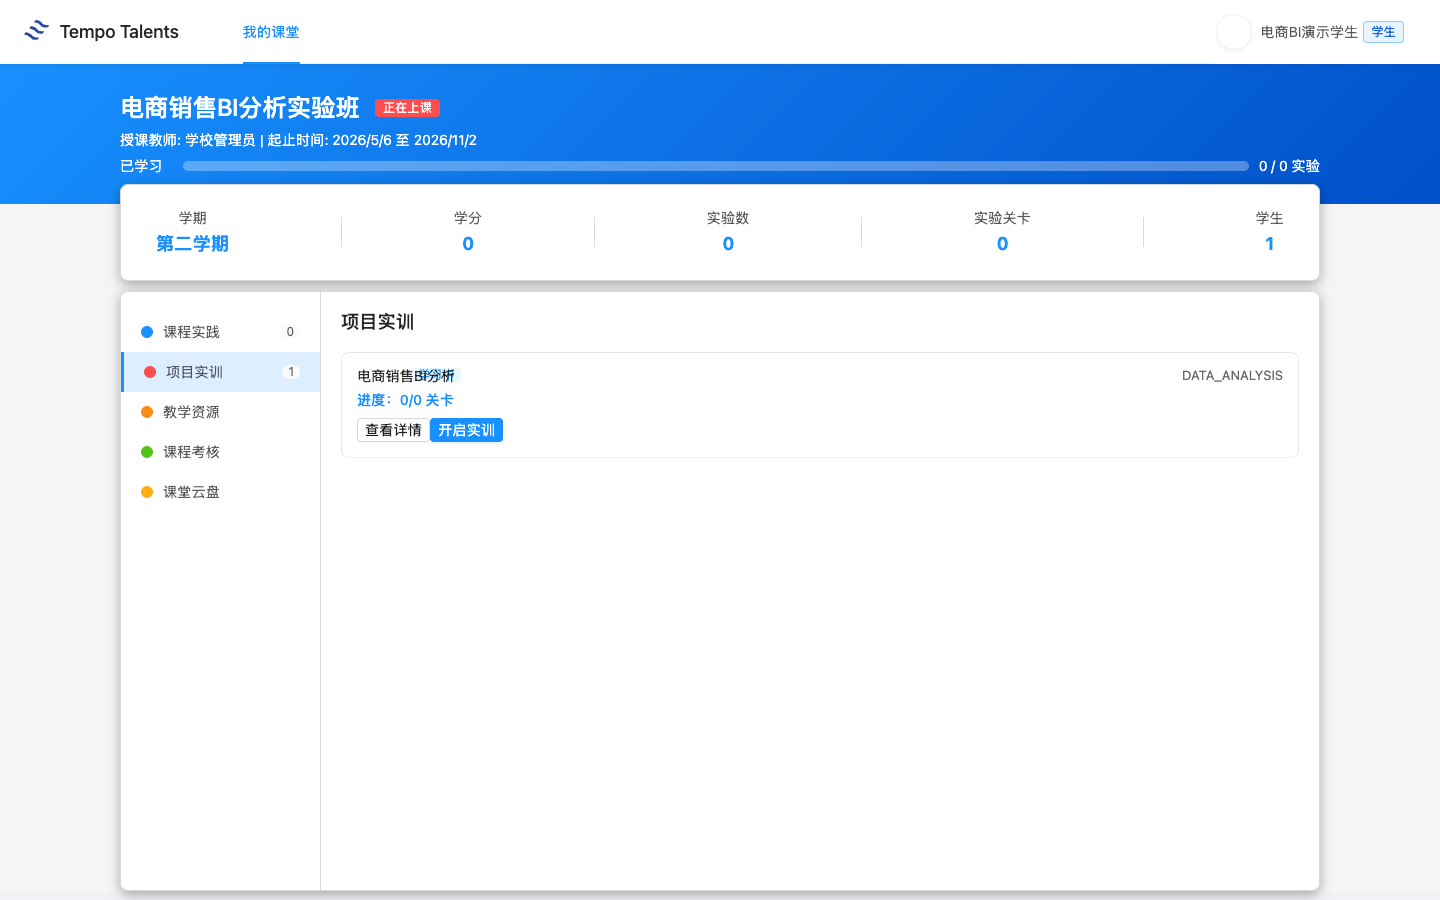 Tempo Talents
我的课堂
电商BI演示学生 学生
电商销售BI分析实验班 正在上课
授课教师: 学校管理员 | 起止时间: 2026/5/6 至 2026/11/2
已学习 0 / 0 实验
学期 学分 实验数 实验关卡 学生
第二学期 0 0 0 1
课程实践 0
项目实训 1
教学资源
课程考核
课堂云盘
项目实训
电商销售BI分析 DATA_ANALYSIS
进度：0/0 关卡
查看详情 开启实训